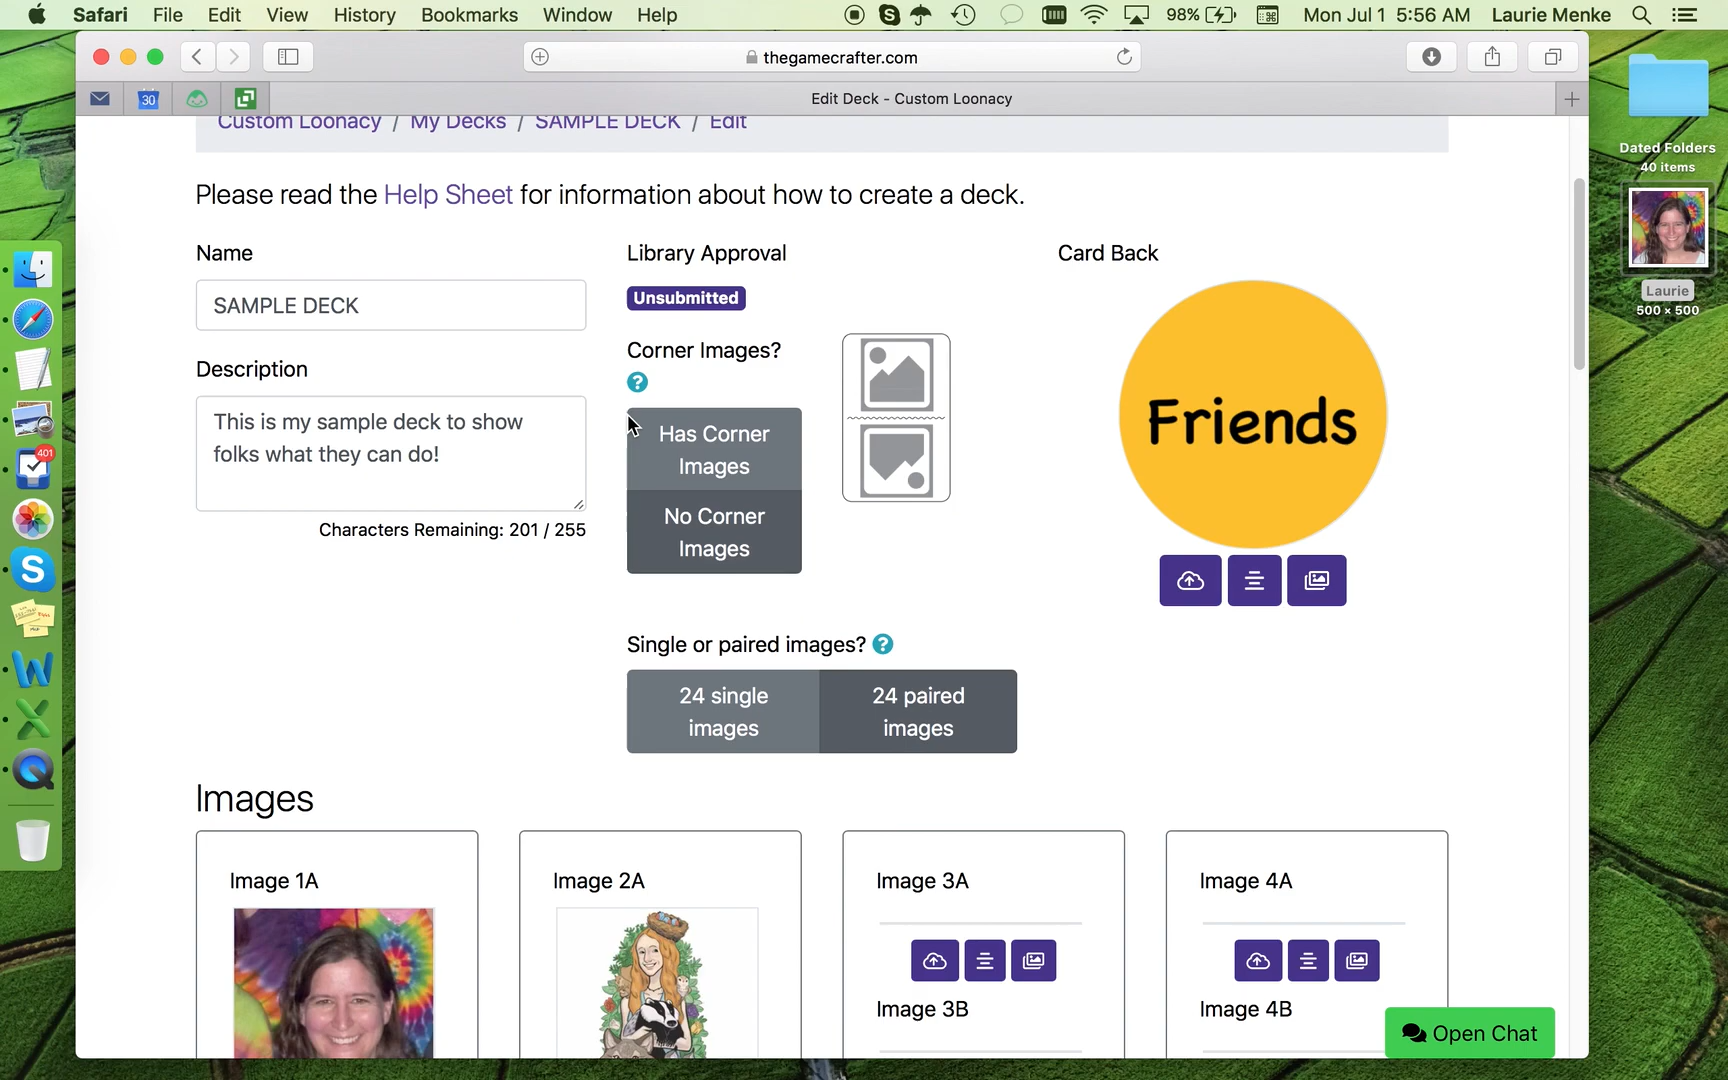 Safari File Edit View History Bookmarks Window Help 98% Mon Jul 1 5:56 AM Laurie Menke
thegamecrafter.com
30 Edit Deck - Custom Loonacy
Custom Loonacy / My Decks / SAMPLE DECK / Edit
Please read the Help Sheet for information about how to create a deck.
Name
SAMPLE DECK
Description
This is my sample deck to show
folks what they can do!
Characters Remaining: 201 / 255
Library Approval
Unsubmitted
Corner Images?
?
Has Corner
Images
No Corner
Images
Single or paired images? ?
24 single
images
24 paired
images
Card Back
Friends
Images
Image 1A
Image 2A
Image 3A
Image 3B
Image 4A
Image 4B
Open Chat
Dated Folders
40 items
Laurie
500 × 500
401